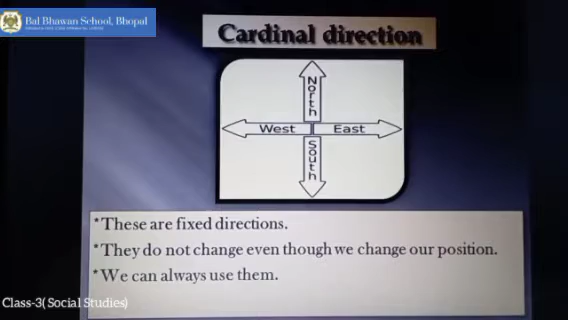 Bal Bhawan School, Bhopal
Cardinal direction
North
West East
South
*These are fixed directions.
*They do not change even though we change our position.
*We can always use them.
Class-3(Social Studies)